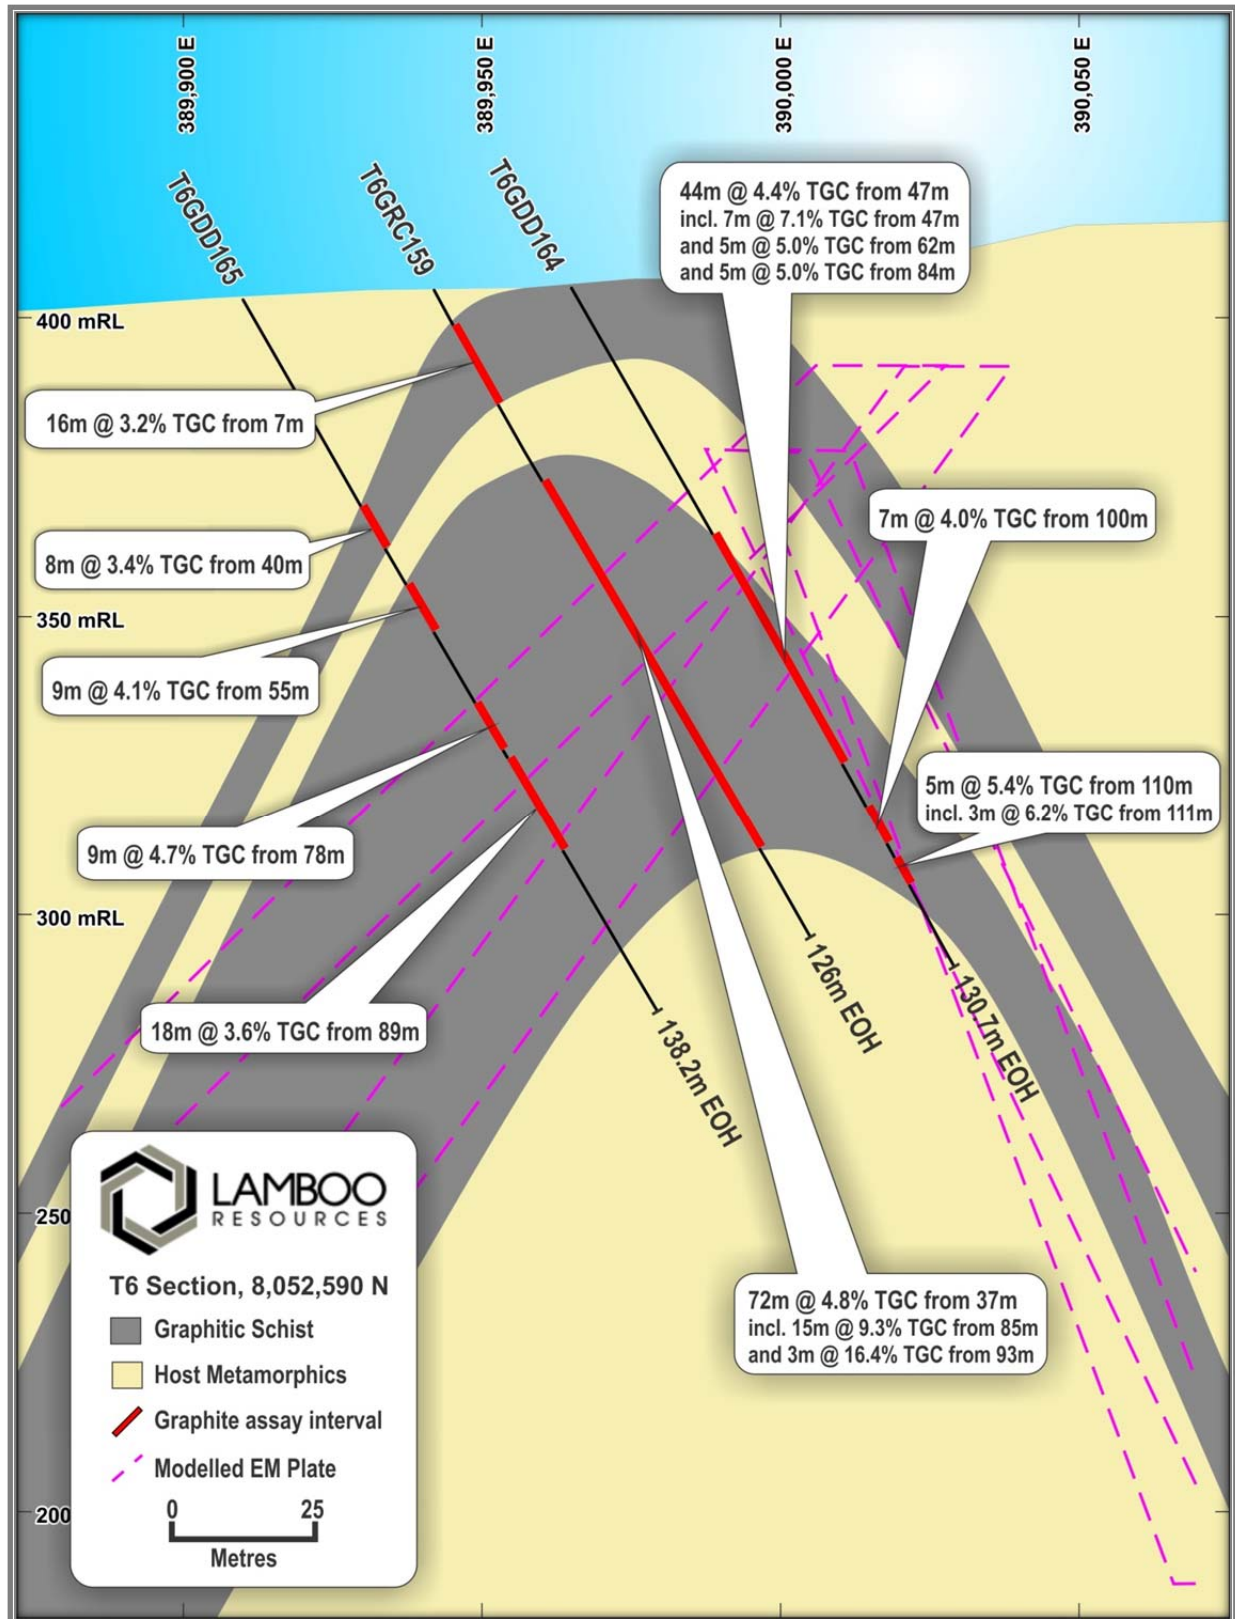 389,900 E
389,950 E
390,000 E
390,050 E
T6GDD165
T6GRC159
T6GDD164
44m @ 4.4% TGC from 47m
incl. 7m @ 7.1% TGC from 47m
and 5m @ 5.0% TGC from 62m
and 5m @ 5.0% TGC from 84m
400 mRL
16m @ 3.2% TGC from 7m
7m @ 4.0% TGC from 100m
8m @ 3.4% TGC from 40m
350 mRL
9m @ 4.1% TGC from 55m
5m @ 5.4% TGC from 110m
incl. 3m @ 6.2% TGC from 111m
9m @ 4.7% TGC from 78m
300 mRL
18m @ 3.6% TGC from 89m
138.2m EOH
126m EOH
130.7m EOH
250
72m @ 4.8% TGC from 37m
incl. 15m @ 9.3% TGC from 85m
and 3m @ 16.4% TGC from 93m
200
LAMBOO
RESOURCES
T6 Section, 8,052,590 N
Graphitic Schist
Host Metamorphics
Graphite assay interval
Modelled EM Plate
0 25
Metres